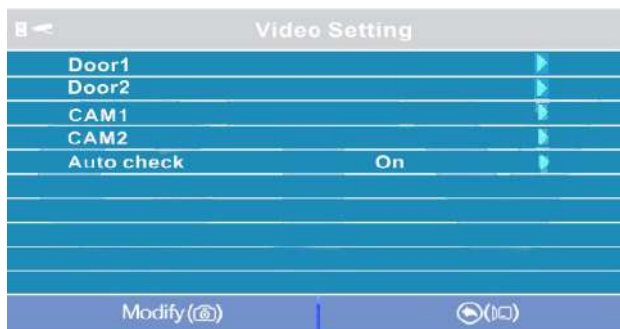 Video Setting
Door1
Door2
CAM1
CAM2
Auto check On
Modify